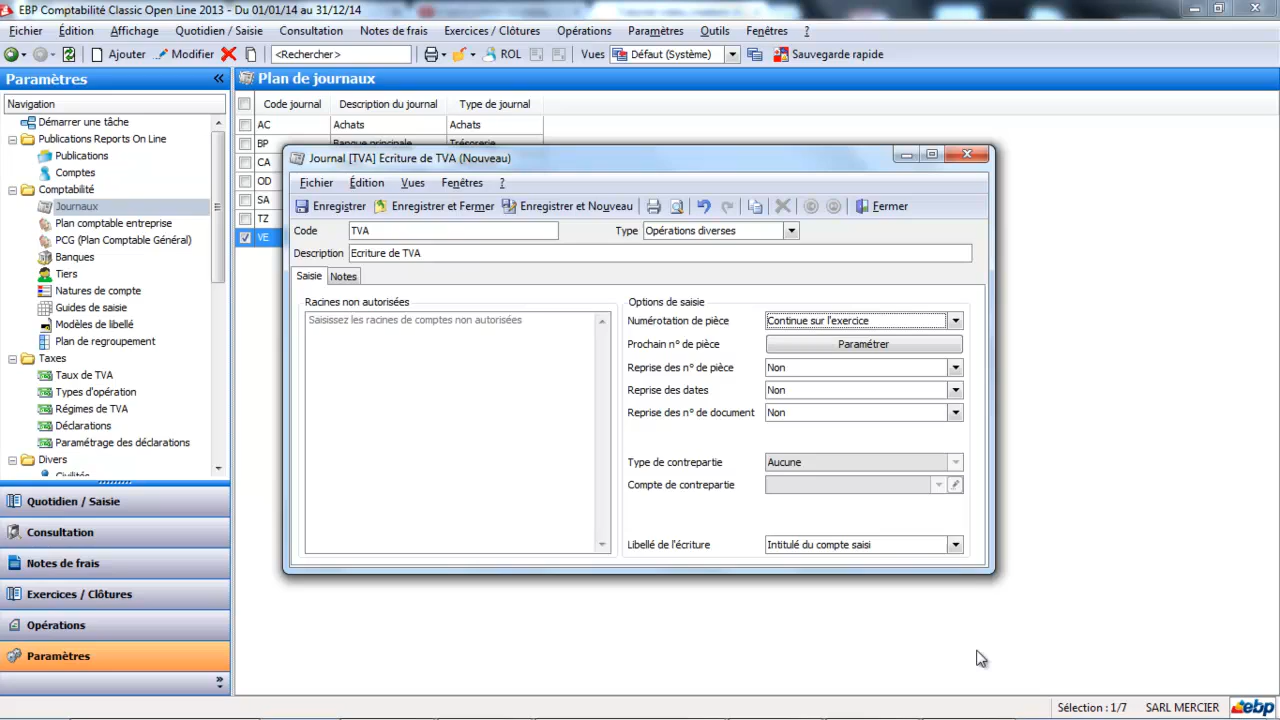 EBP Comptabilité Classic Open Line 2013 - Du 01/01/14 au 31/12/14
Fichier Édition Affichage Quotidien / Saisie Consultation Notes de frais Exercices / Clôtures Opérations Paramètres Outils Fenêtres ?
Ajouter Modifier <Rechercher> ROL Vues Défaut (Système) Sauvegarde rapide
Paramètres
Plan de journaux
Navigation
Démarrer une tâche
Publications Reports On Line
Publications
Comptes
Comptabilité
Journaux
Plan comptable entreprise
PCG (Plan Comptable Général)
Banques
Tiers
Natures de compte
Guides de saisie
Modèles de libellé
Plan de regroupement
Taxes
Taux de TVA
Types d'opération
Régimes de TVA
Déclarations
Paramétrage des déclarations
Divers
Civilités
Quotidien / Saisie
Consultation
Notes de frais
Exercices / Clôtures
Opérations
Paramètres
Code journal Description du journal Type de journal
AC Achats Achats
BP Banque principale Trésorerie
CA
OD
SA
TZ
VE
Journal [TVA] Ecriture de TVA (Nouveau)
Fichier Édition Vues Fenêtres ?
Enregistrer Enregistrer et Fermer Enregistrer et Nouveau Fermer
Code TVA Type Opérations diverses
Description Ecriture de TVA
Saisie Notes
Racines non autorisées
Saisissez les racines de comptes non autorisées
Options de saisie
Numérotation de pièce Continue sur l'exercice
Prochain n° de pièce Paramétrer
Reprise des n° de pièce Non
Reprise des dates Non
Reprise des n° de document Non
Type de contrepartie Aucune
Compte de contrepartie
Libellé de l'écriture Intitulé du compte saisi
Sélection : 1/7 SARL MERCIER ebp